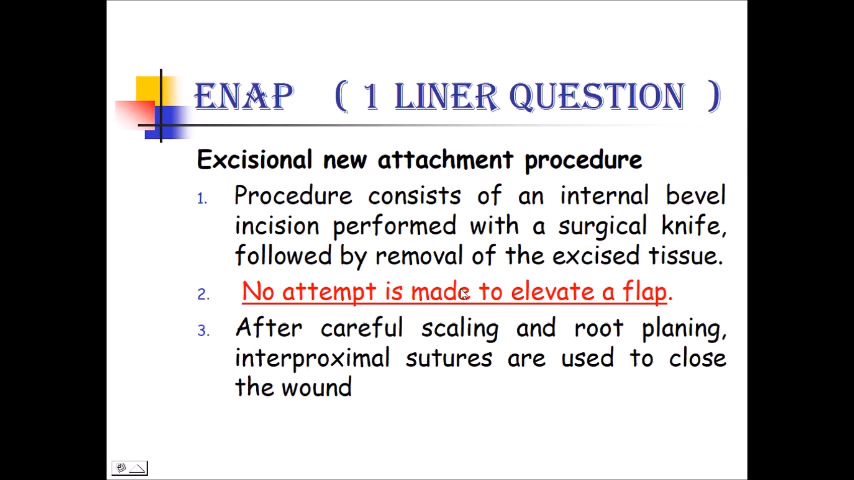 ENAP ( 1 LINER QUESTION )
Excisional new attachment procedure
1. Procedure consists of an internal bevel
incision performed with a surgical knife,
followed by removal of the excised tissue.
2. No attempt is made to elevate a flap.
3. After careful scaling and root planing,
interproximal sutures are used to close
the wound